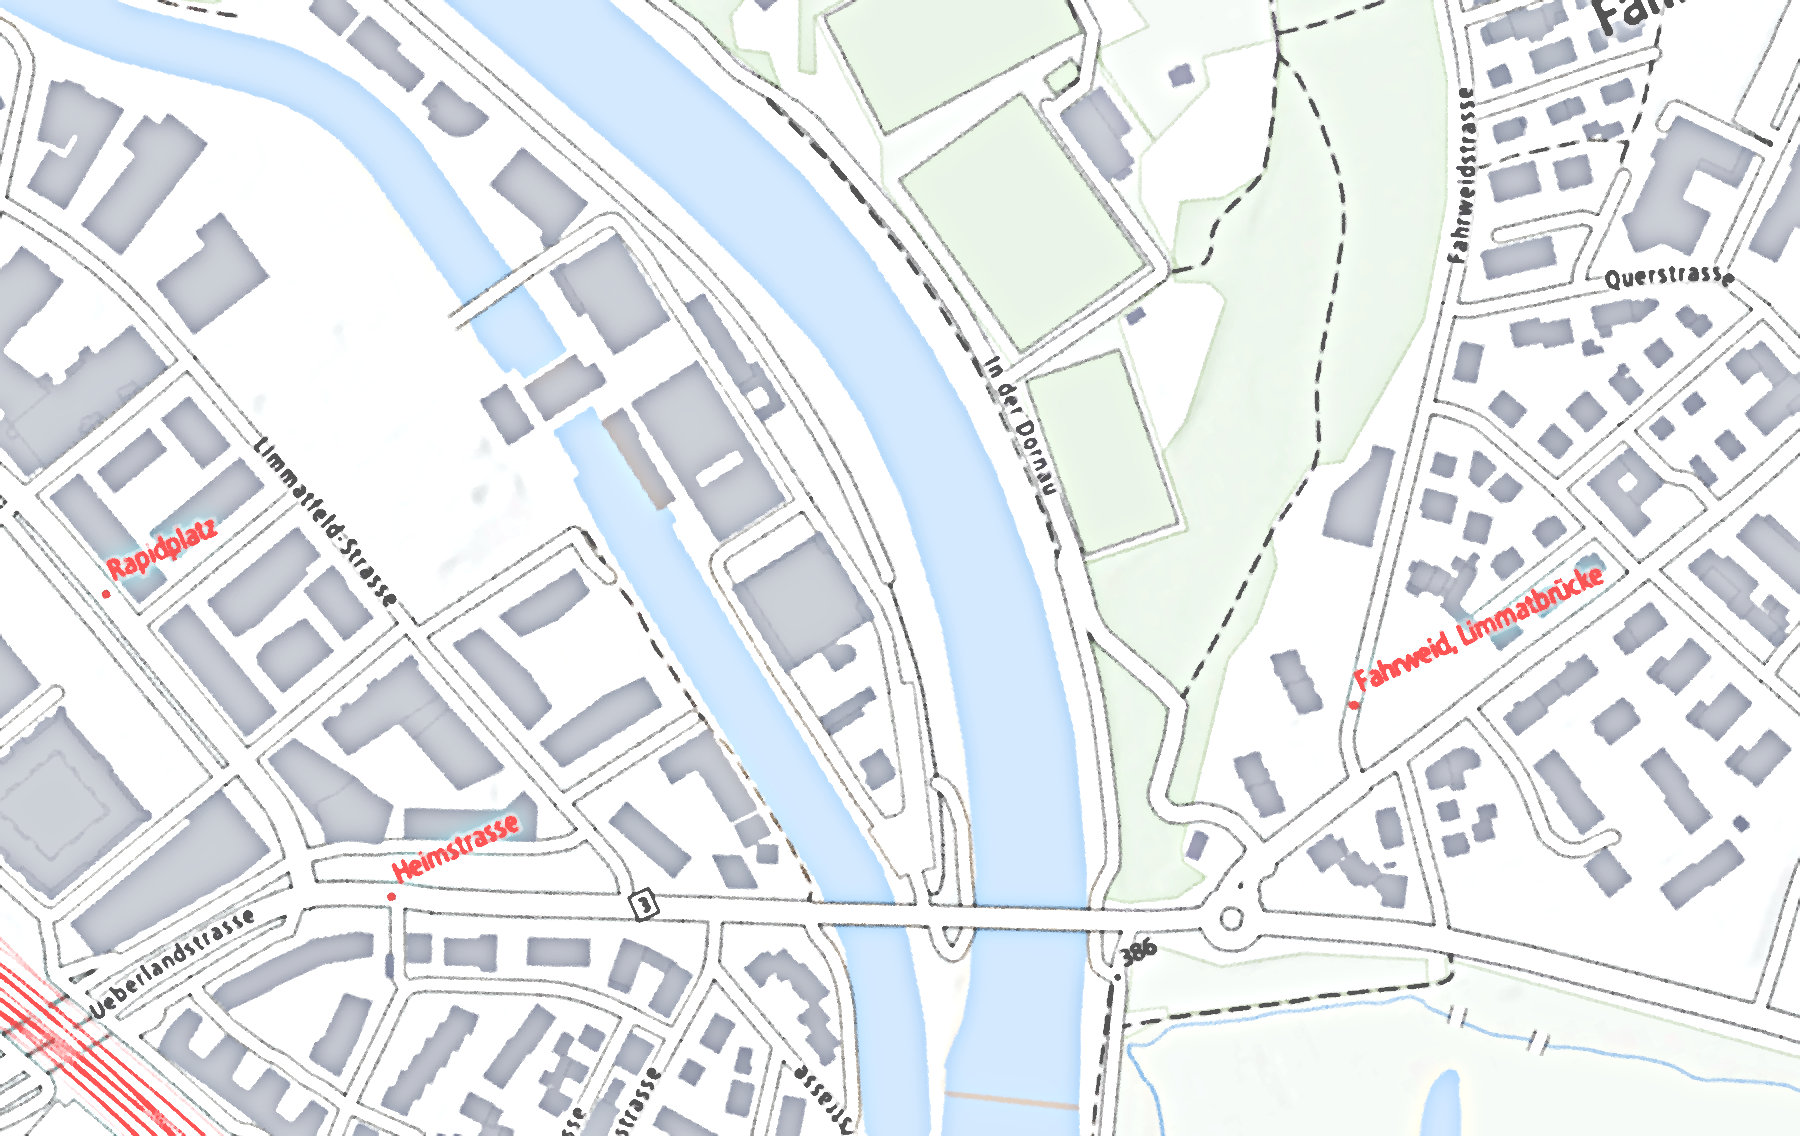 Fahrweidstrasse
Querstrasse
In der Dornau
Limmatfeld-Strasse
Rapidplatz
Fahrweid, Limmatbrücke
Heimstrasse
3
Ueberlandstrasse
386